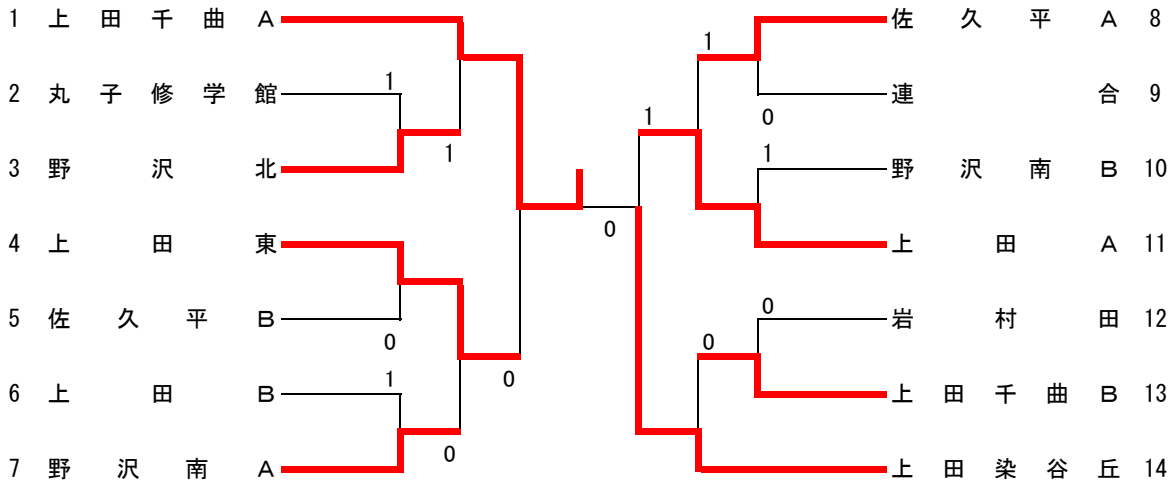 1 上田千曲A
佐久平A 8
1
2 丸子修学館
1
連合 9
0
1
3 野沢北
1
1
野沢南B 10
0
4 上田東
上田A 11
5 佐久平B
0
0
岩村田 12
0
0
6 上田B
1
上田千曲B 13
0
7 野沢南A
上田染谷丘 14